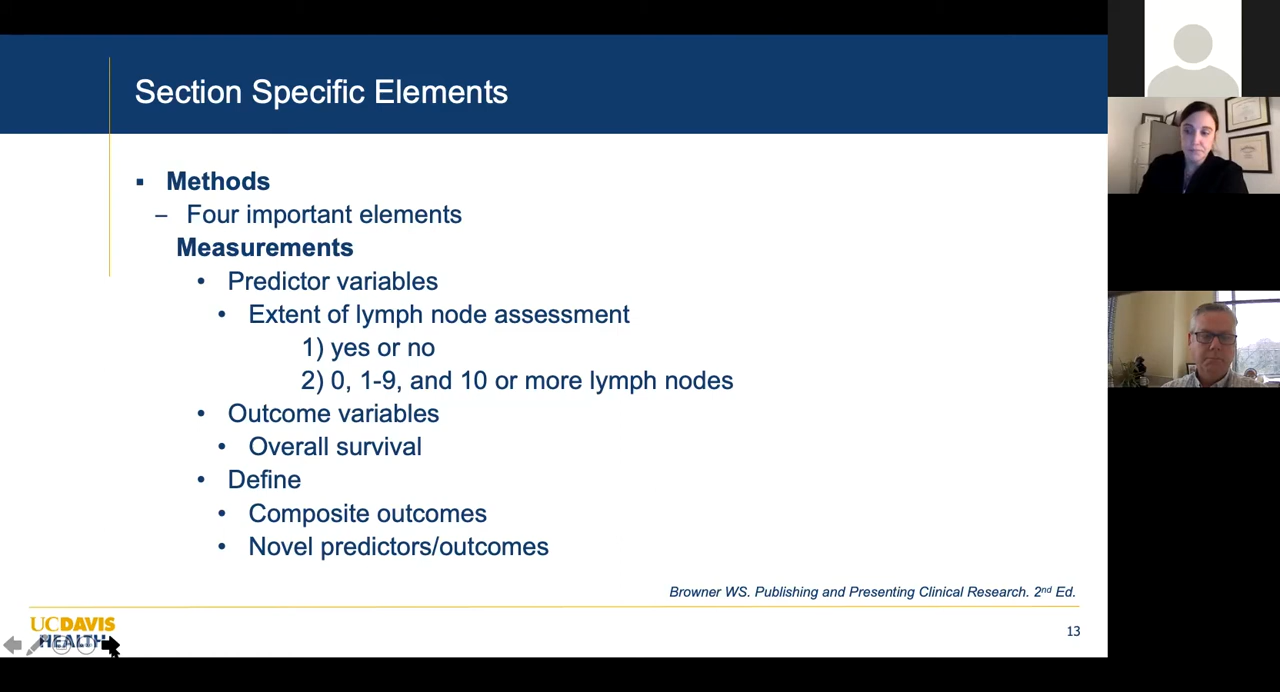 Section Specific Elements
▪ Methods
– Four important elements
Measurements
• Predictor variables
• Extent of lymph node assessment
1) yes or no
2) 0, 1-9, and 10 or more lymph nodes
• Outcome variables
• Overall survival
• Define
• Composite outcomes
• Novel predictors/outcomes
Browner WS. Publishing and Presenting Clinical Research. 2nd Ed.
UCDAVIS
HEALTH
13